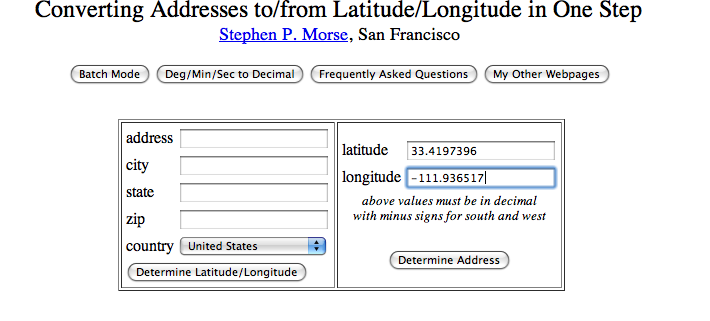 Converting Addresses to/from Latitude/Longitude in One Step
Stephen P. Morse, San Francisco
Batch Mode
Deg/Min/Sec to Decimal
Frequently Asked Questions
My Other Webpages
address
city
state
zip
country United States
Determine Latitude/Longitude
latitude 33.4197396
longitude -111.936517
above values must be in decimal
with minus signs for south and west
Determine Address